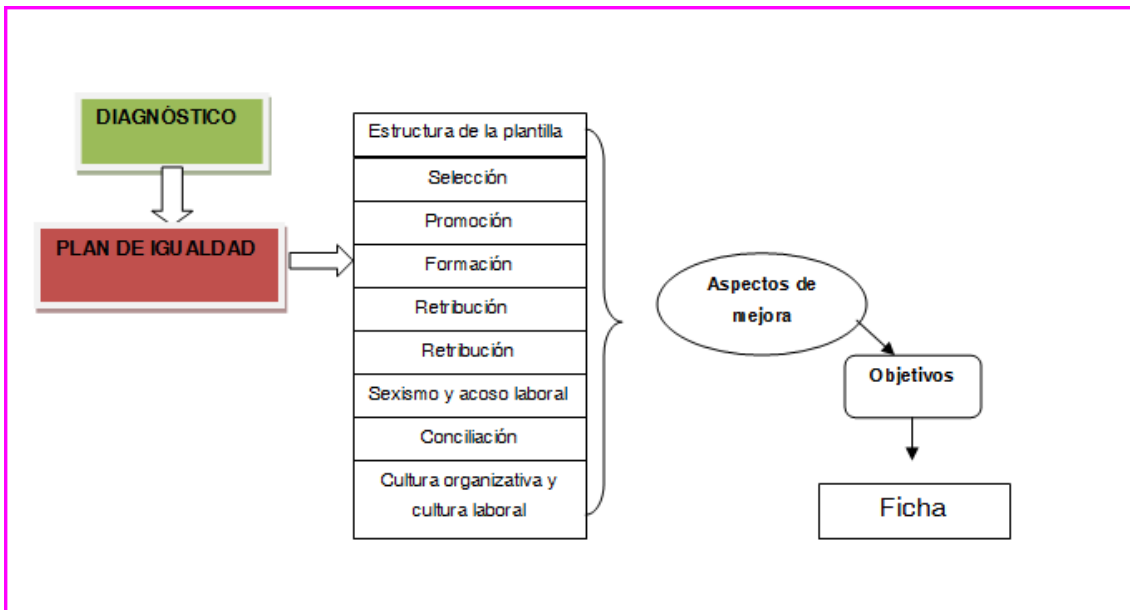 DIAGNÓSTICO
PLAN DE IGUALDAD
Estructura de la plantilla
Selección
Promoción
Formación
Retribución
Retribución
Sexismo y acoso laboral
Conciliación
Cultura organizativa y
cultura laboral
Aspectos de
mejora
Objetivos
Ficha